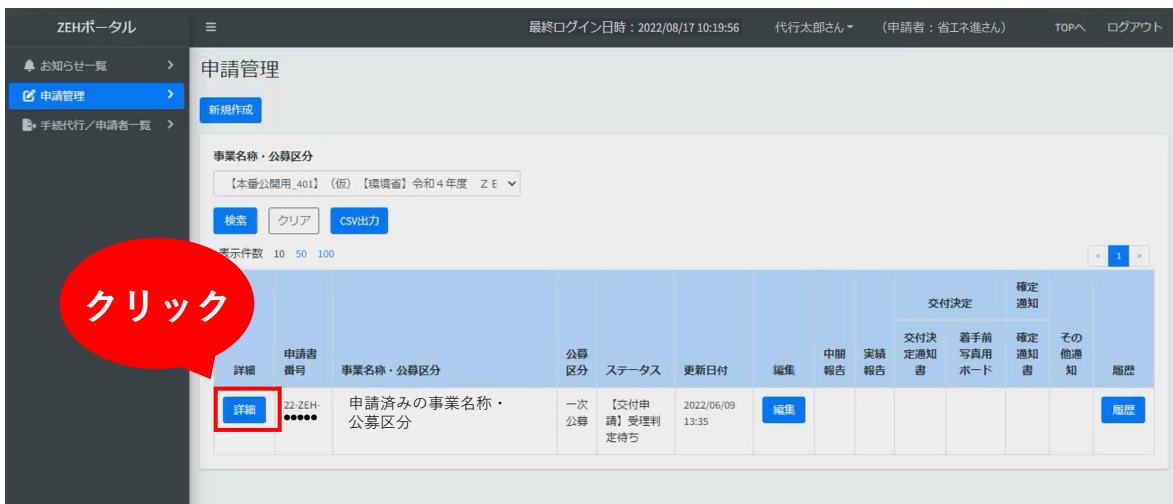 ZEHポータル
最終ログイン日時：2022/08/17 10:19:56 代行太郎さん （申請者：省エネ進さん） TOPへ ログアウト
お知らせ一覧
申請管理
手続代行／申請者一覧
申請管理
新規作成
事業名称・公募区分
【本番公開用_401】（仮）【環境省】令和４年度 ＺＥ
検索 クリア CSV出力
表示件数 10 50 100
< 1 >
クリック
交付決定 確定通知
詳細 申請書番号 事業名称・公募区分 公募区分 ステータス 更新日付 編集 中間報告 実績報告 交付決定通知書 着手前写真用ボード 確定通知書 その他通知 履歴
詳細 22-ZEH-●●●●● 申請済みの事業名称・公募区分 一次公募 【交付申請】受理判定待ち 2022/06/09 13:35 編集 履歴